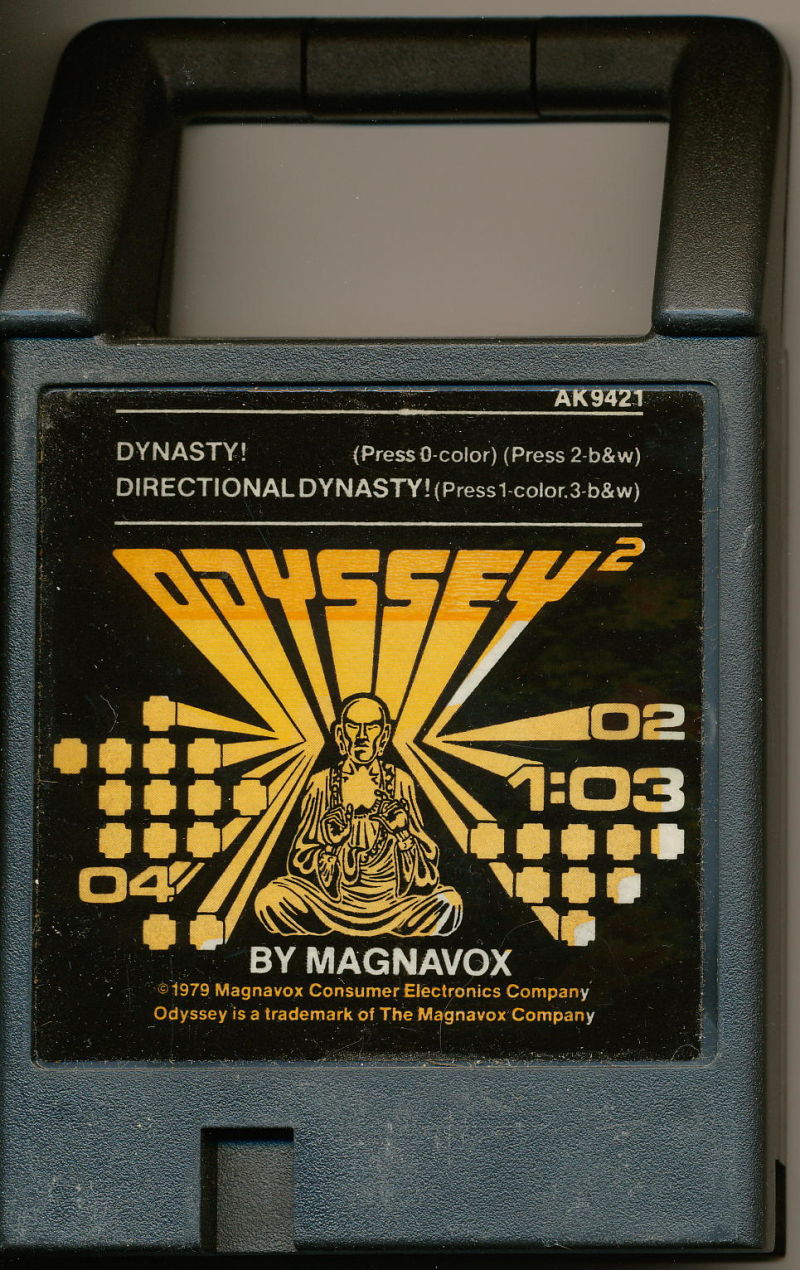 AK9421
DYNASTY! (Press 0-color) (Press 2-b&w)
DIRECTIONAL DYNASTY! (Press 1-color.3-b&w)
ODYSSEY²
02
1:03
04
BY MAGNAVOX
©1979 Magnavox Consumer Electronics Company
Odyssey is a trademark of The Magnavox Company